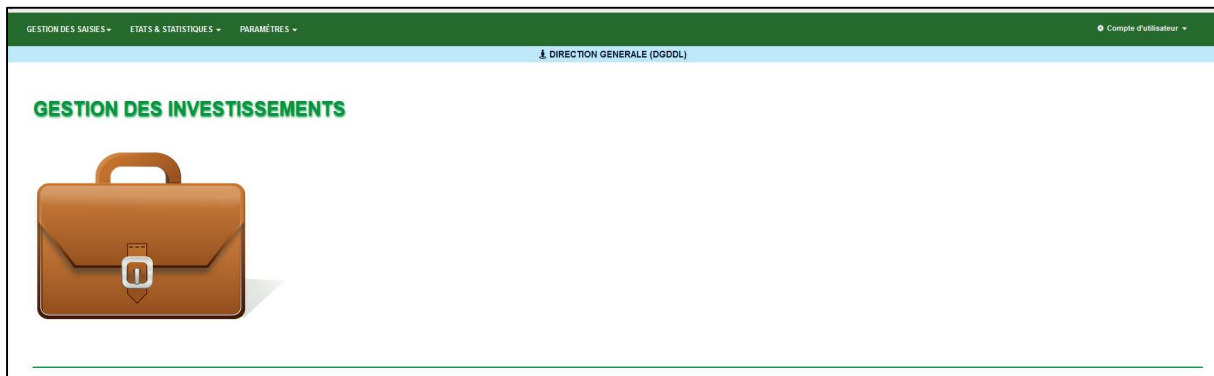 GESTION DES SAISIES ETATS & STATISTIQUES PARAMÈTRES Compte d'utilisateur
DIRECTION GENERALE (DGDDL)
GESTION DES INVESTISSEMENTS